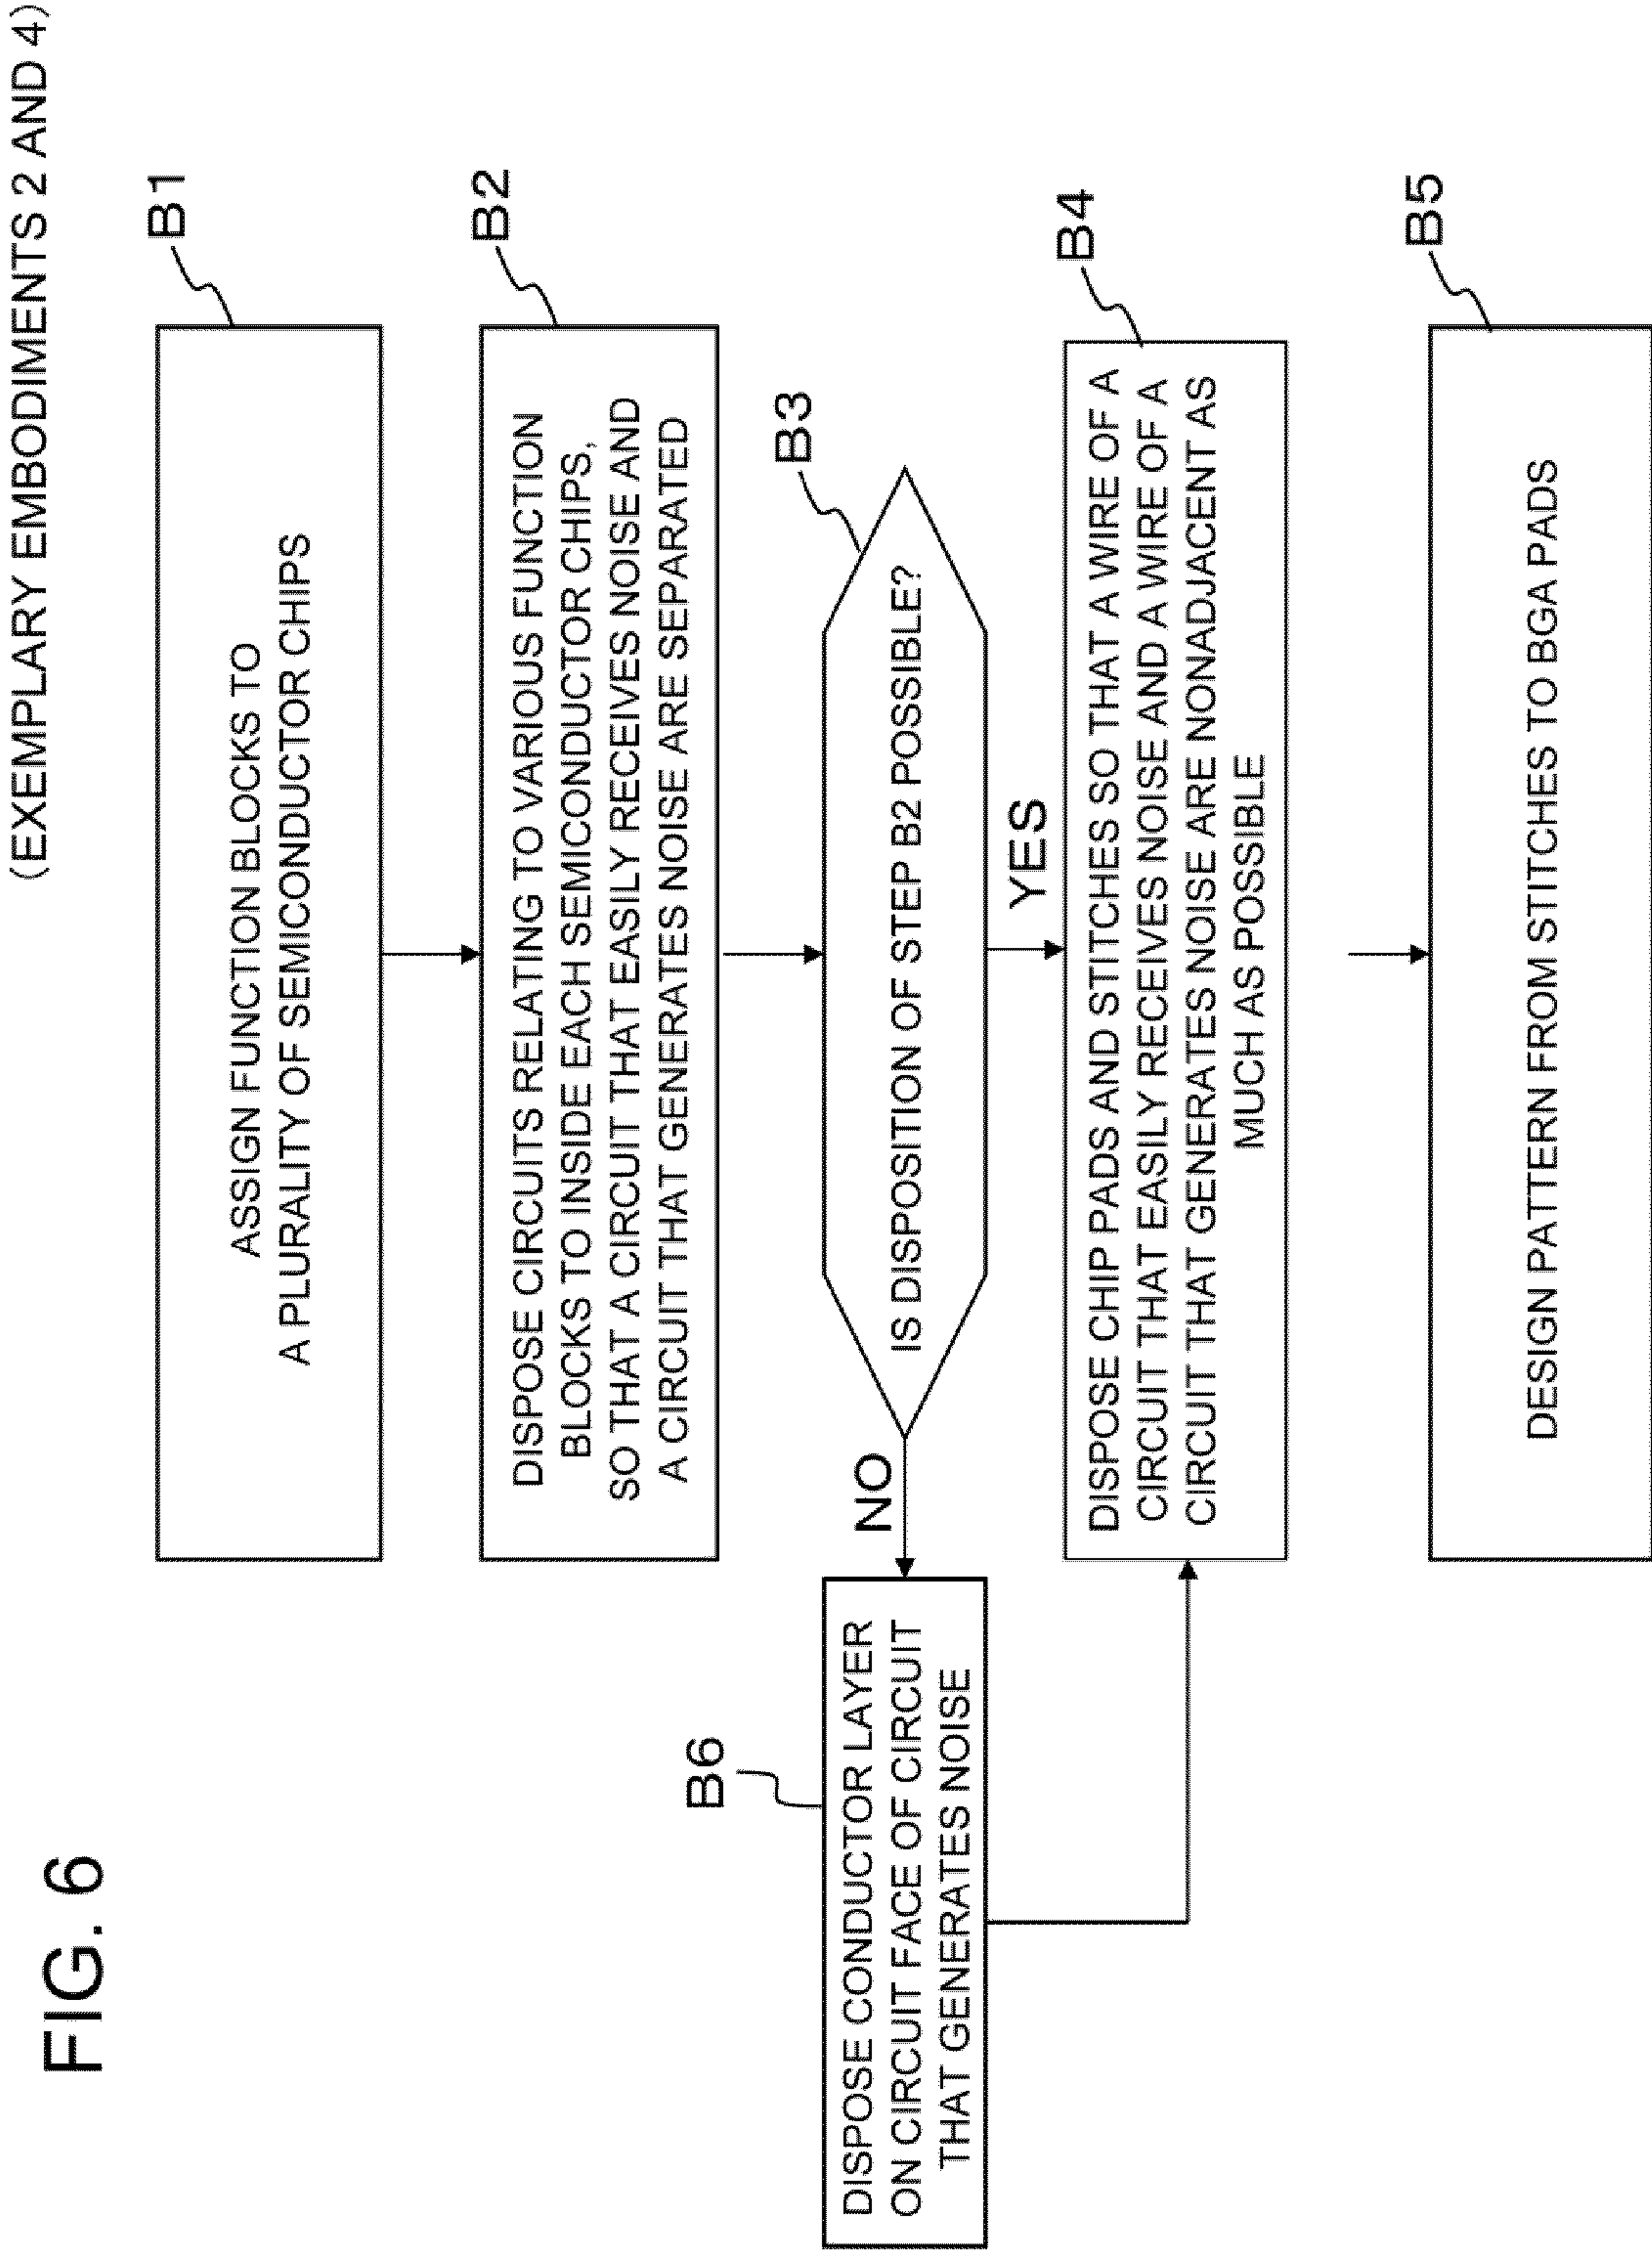 FIG. 6
(EXEMPLARY EMBODIMENTS 2 AND 4)
B1
ASSIGN FUNCTION BLOCKS TO
A PLURALITY OF SEMICONDUCTOR CHIPS
B2
DISPOSE CIRCUITS RELATING TO VARIOUS FUNCTION
BLOCKS TO INSIDE EACH SEMICONDUCTOR CHIPS,
SO THAT A CIRCUIT THAT EASILY RECEIVES NOISE AND
A CIRCUIT THAT GENERATES NOISE ARE SEPARATED
B3
IS DISPOSITION OF STEP B2 POSSIBLE?
NO
YES
B6
DISPOSE CONDUCTOR LAYER
ON CIRCUIT FACE OF CIRCUIT
THAT GENERATES NOISE
B4
DISPOSE CHIP PADS AND STITCHES SO THAT A WIRE OF A
CIRCUIT THAT EASILY RECEIVES NOISE AND A WIRE OF A
CIRCUIT THAT GENERATES NOISE ARE NONADJACENT AS
MUCH AS POSSIBLE
B5
DESIGN PATTERN FROM STITCHES TO BGA PADS